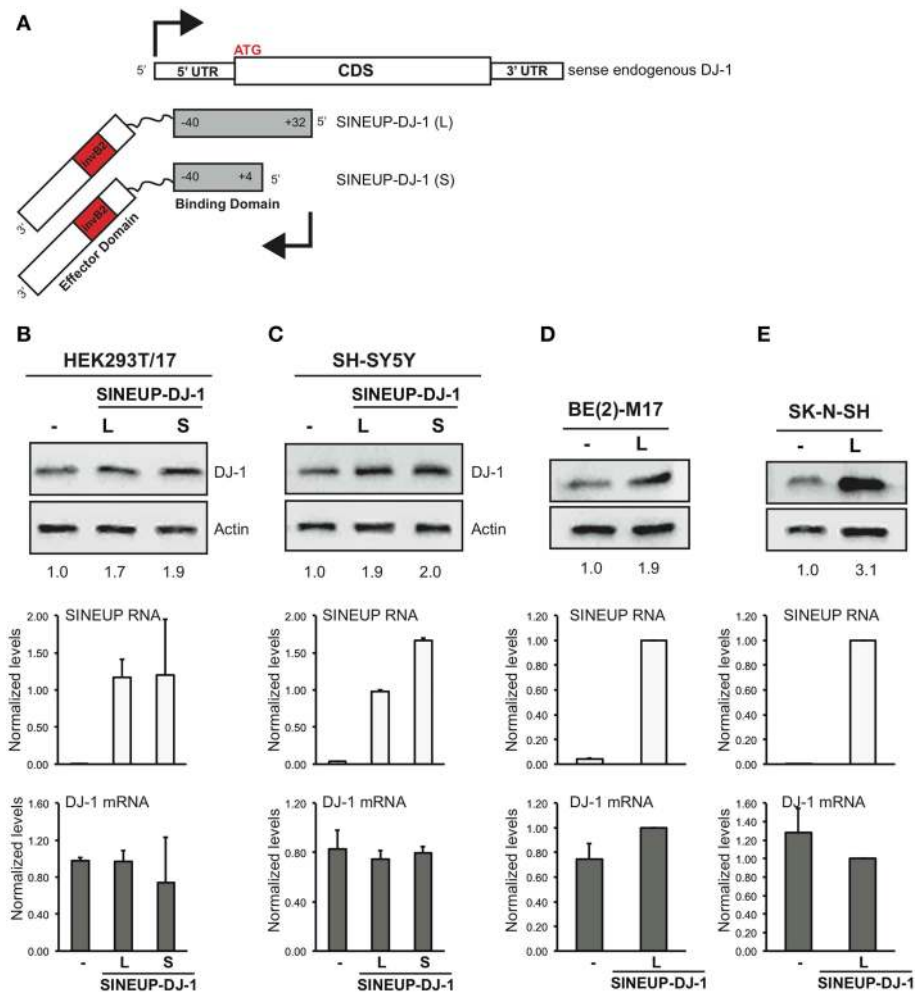 A
ATG
5' 5' UTR CDS 3' UTR sense endogenous DJ-1
-40 +32 5' SINEUP-DJ-1 (L)
invB2
-40 +4 5' SINEUP-DJ-1 (S)
invB2
Binding Domain
3'
Effector Domain
3'
B
HEK293T/17
SINEUP-DJ-1
- L S
DJ-1
Actin
1.0 1.7 1.9
SINEUP RNA
Normalized levels
2.00
1.50
1.00
0.50
0.00
DJ-1 mRNA
Normalized levels
1.60
1.20
0.80
0.40
0.00
- L S
SINEUP-DJ-1
C
SH-SY5Y
SINEUP-DJ-1
- L S
DJ-1
Actin
1.0 1.9 2.0
SINEUP RNA
Normalized levels
2.00
1.50
1.00
0.50
0.00
DJ-1 mRNA
Normalized levels
1.60
1.20
0.80
0.40
0.00
- L S
SINEUP-DJ-1
D
BE(2)-M17
- L
1.0 1.9
SINEUP RNA
Normalized levels
1.20
1.00
0.80
0.60
0.40
0.20
0.00
DJ-1 mRNA
Normalized levels
1.20
1.00
0.80
0.60
0.40
0.20
0.00
- L
SINEUP-DJ-1
E
SK-N-SH
- L
1.0 3.1
SINEUP RNA
Normalized levels
1.20
1.00
0.80
0.60
0.40
0.20
0.00
DJ-1 mRNA
Normalized levels
1.60
1.40
1.20
1.00
0.80
0.60
0.40
0.20
0.00
- L
SINEUP-DJ-1